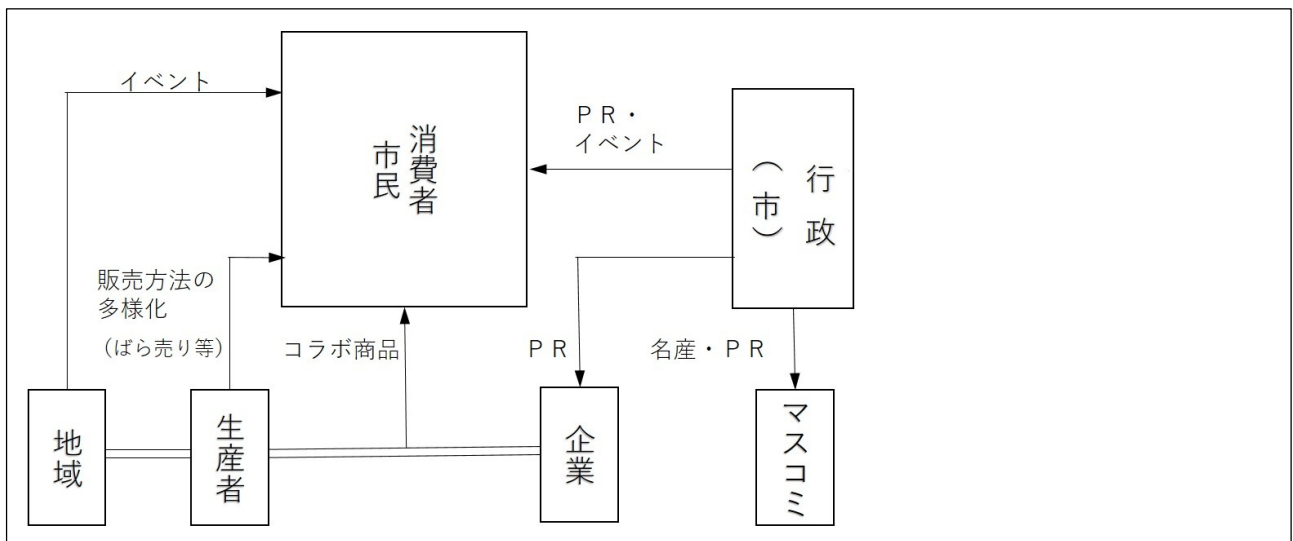 イベント
消費者
市民
ＰＲ・
イベント
行政
（市）
販売方法の
多様化
（ばら売り等）
コラボ商品
ＰＲ
名産・ＰＲ
地域
生産者
企業
マスコミ